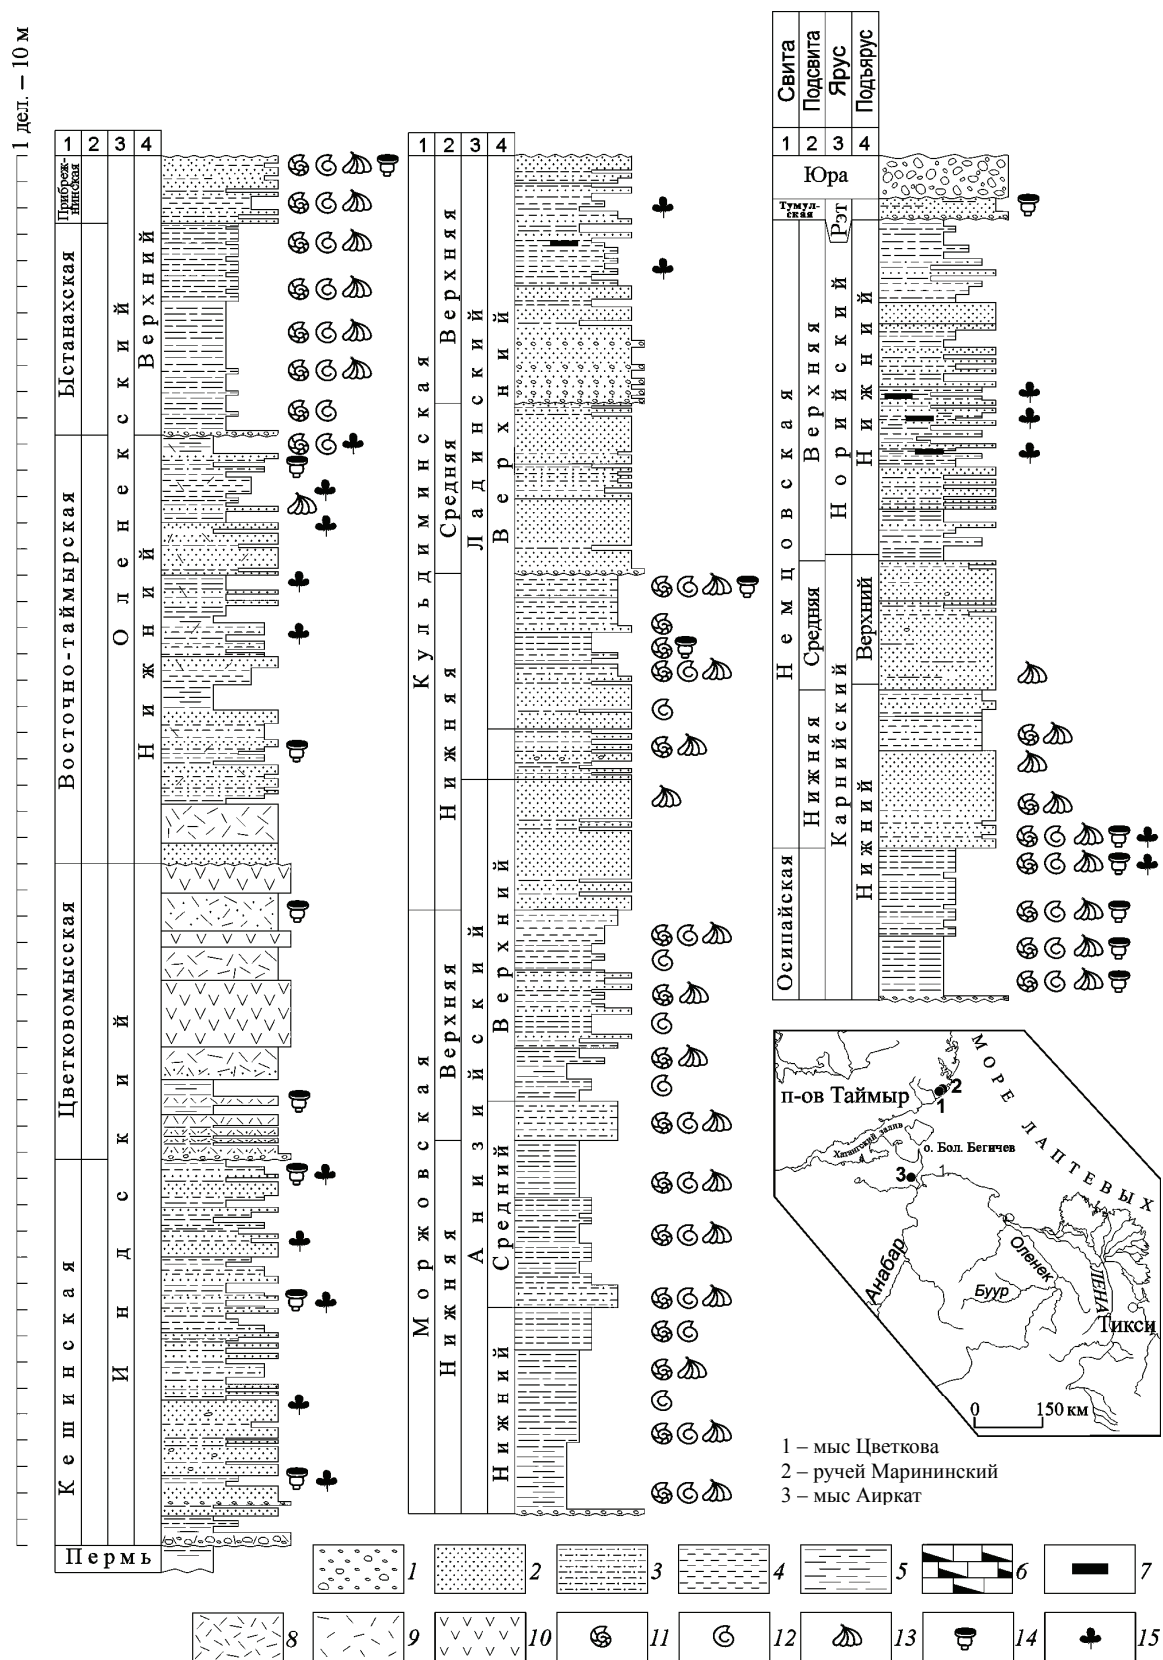 1 дел. – 10 м
1 2 3 4
Прибреж-
нинская
Ыстанахская
Восточно-таймырская
Цветковомысская
Кешинская
Оленекский
Индский
Верхний
Нижний
Пермь
1 2 3 4
Кульдиминская
Моржовская
Верхняя
Средняя
Нижняя
Верхняя
Нижняя
Ладинский
Анизийский
Верхний
Верхний
Средний
Нижний
Свита
Подсвита
Ярус
Подъярус
1 2 3 4
Юра
Тумул-
ская
Рэт
Немцовская
Осипайская
Верхняя
Средняя
Нижняя
Норийский
Карнийский
Нижний
Верхний
Нижний
МОРЕ ЛАПТЕВЫХ
п-ов Таймыр
2
1
Хатангский залив
о. Бол. Бегичев
3
1
Анабар
Оленек
Буур
ЛЕНА
Тикси
0 150 км
1 – мыс Цветкова
2 – ручей Марининский
3 – мыс Аиркат
1 2 3 4 5 6 7
8 9 10 11 12 13 14 15